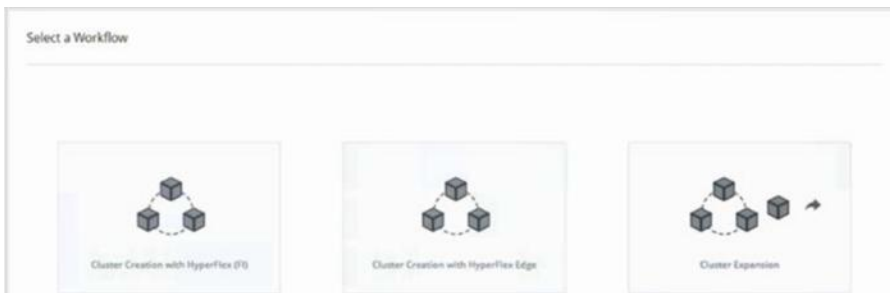 Select a Workflow
Cluster Creation with HyperFlex (FI)
Cluster Creation with HyperFlex Edge
Cluster Expansion